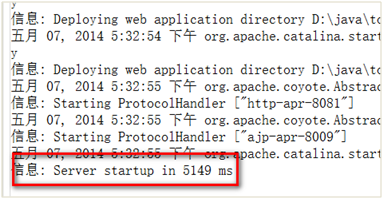 y
信息: Deploying web application directory D:\java\to
五月 07, 2014 5:32:54 下午 org.apache.catalina.start
y
信息: Deploying web application directory D:\java\to
五月 07, 2014 5:32:55 下午 org.apache.coyote.Abstrac
信息: Starting ProtocolHandler ["http-apr-8081"]
五月 07, 2014 5:32:55 下午 org.apache.coyote.Abstrac
信息: Starting ProtocolHandler ["ajp-apr-8009"]
五月 07, 2014 5:32:55 下午 org.apache.catalina.start
信息: Server startup in 5149 ms